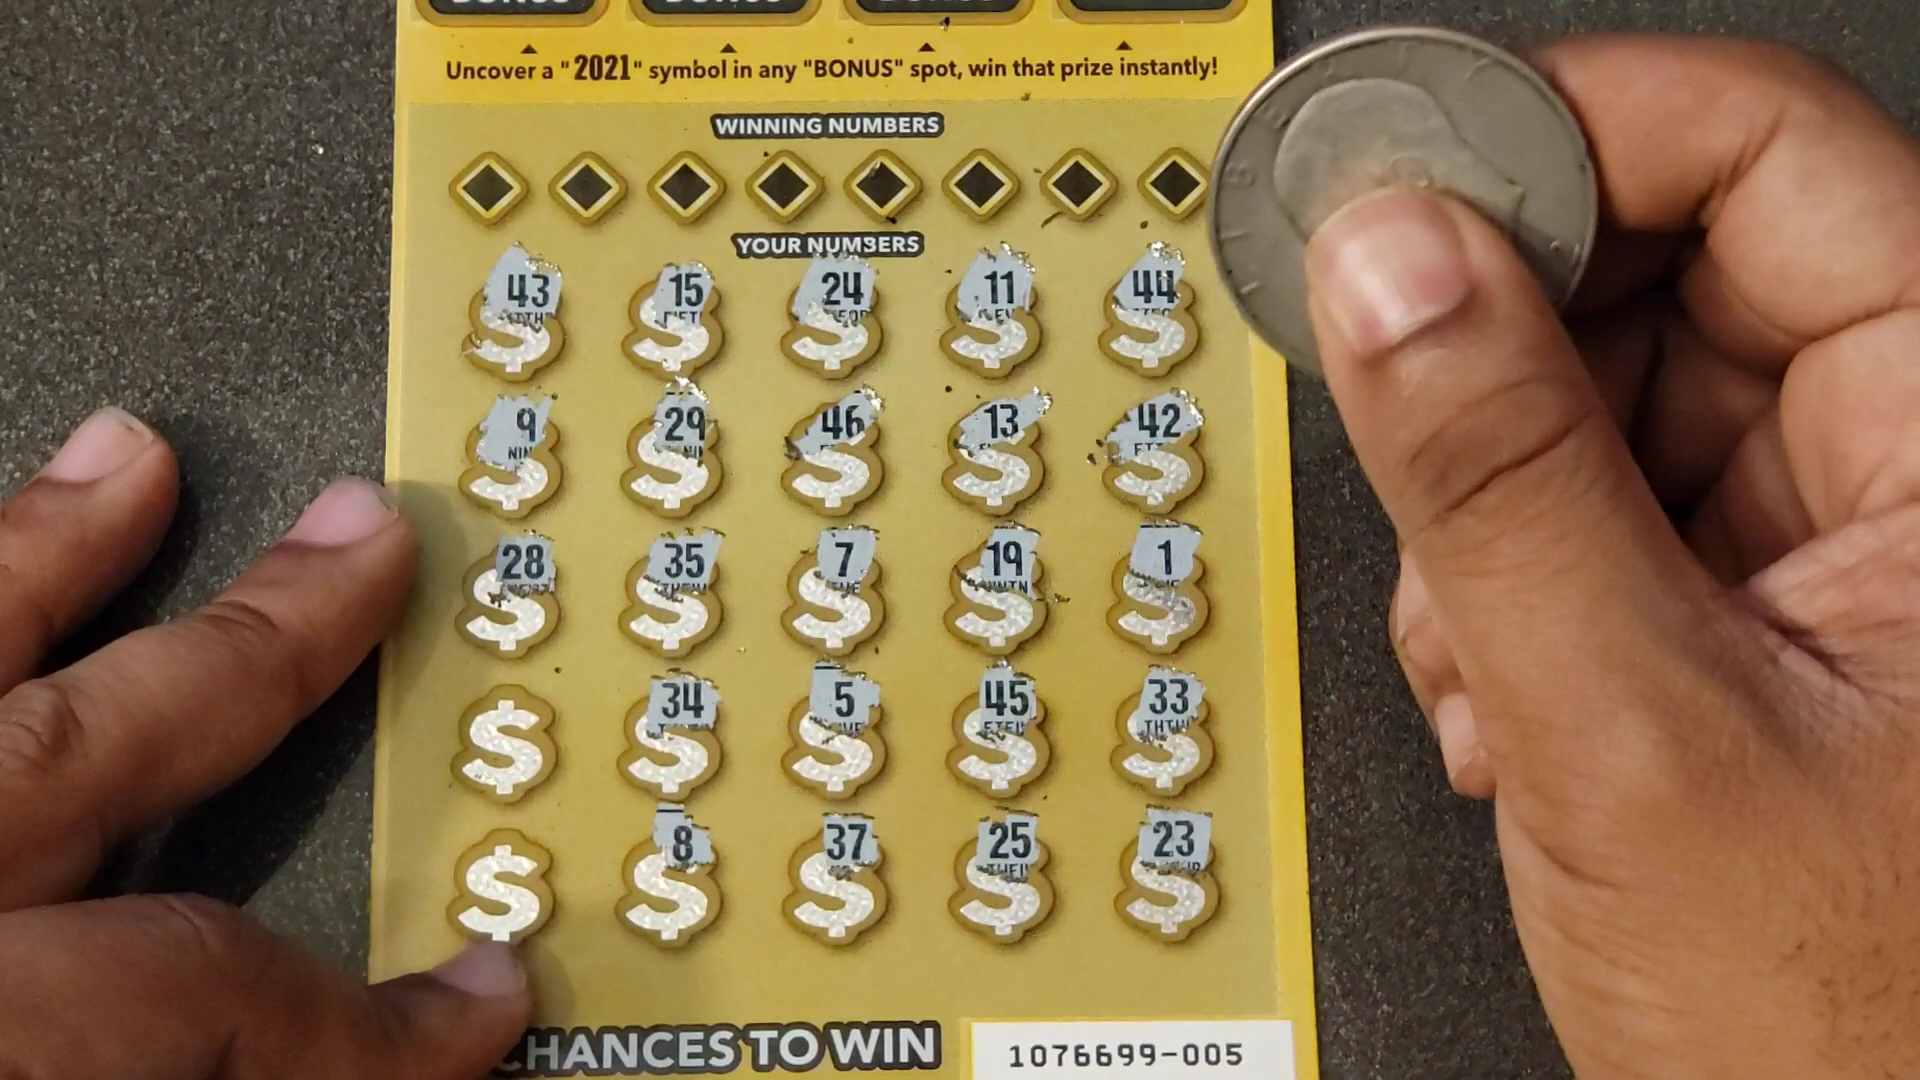 Uncover a "2021" symbol in any "BONUS" spot, win that prize instantly!
WINNING NUMBERS
YOUR NUMBERS
43 15 24 11 44
9 29 46 13 42
NIN
28 35 7 19 1
34 5 45 33
8 37 25 23
CHANCES TO WIN
1076699-005